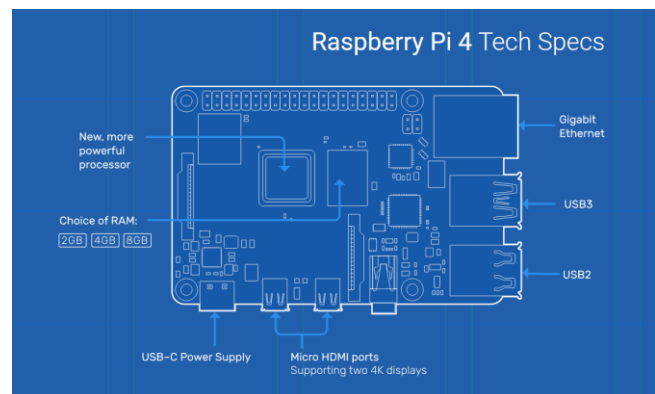 Raspberry Pi 4 Tech Specs
New, more
powerful
processor
Gigabit
Ethernet
Choice of RAM:
2GB 4GB 8GB
USB3
USB2
USB-C Power Supply
Micro HDMI ports
Supporting two 4K displays